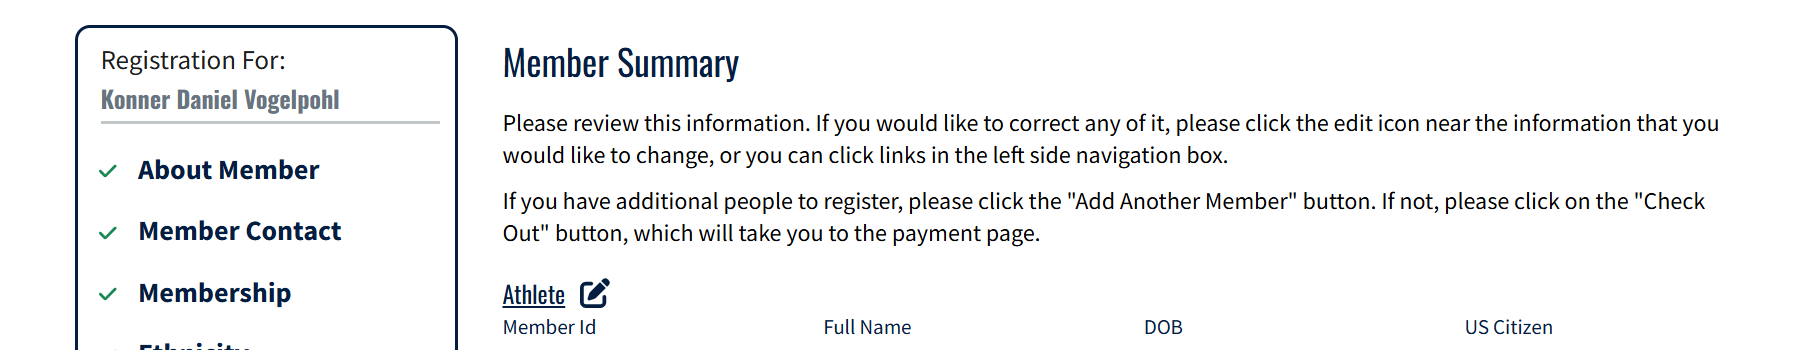 Registration For:
Konner Daniel Vogelpohl
About Member
Member Contact
Membership
Ethnicity
Member Summary
Please review this information. If you would like to correct any of it, please click the edit icon near the information that you
would like to change, or you can click links in the left side navigation box.
If you have additional people to register, please click the "Add Another Member" button. If not, please click on the "Check
Out" button, which will take you to the payment page.
Athlete
Member Id
Full Name
DOB
US Citizen